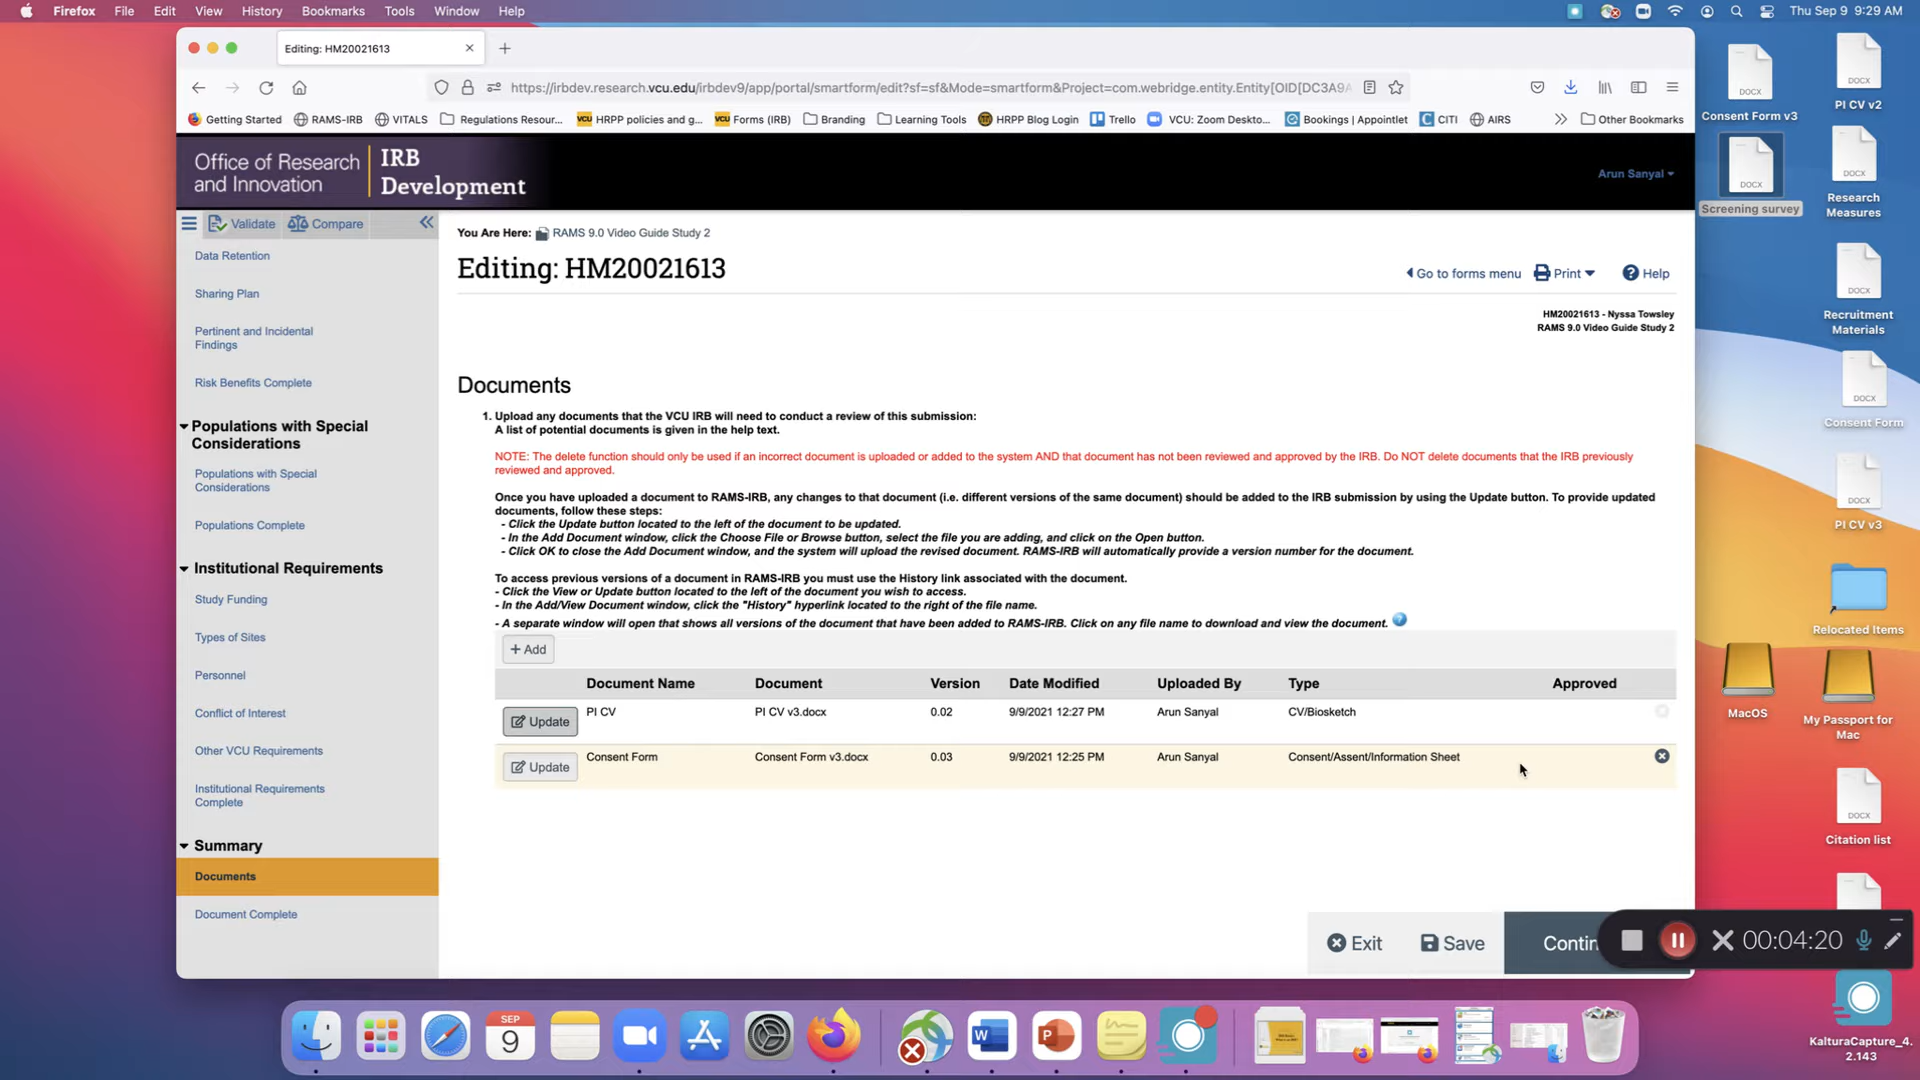 Firefox File Edit View History Bookmarks Tools Window Help Thu Sep 9 9:29 AM
Editing: HM20021613
https://irbdev.research.vcu.edu/irbdev9/app/portal/smartform/edit?sf=sf&Mode=smartform&Project=com.webridge.entity.Entity[OID[DC3A9A
Getting Started RAMS-IRB VITALS Regulations Resour... HRPP policies and g... Forms (IRB) Branding Learning Tools HRPP Blog Login Trello VCU: Zoom Deskto... Bookings | Appointlet CITI AIRS Other Bookmarks
Office of Research
and Innovation
IRB
Development
Arun Sanyal
Validate Compare
Data Retention
Sharing Plan
Pertinent and Incidental
Findings
Risk Benefits Complete
Populations with Special
Considerations
Populations with Special
Considerations
Populations Complete
Institutional Requirements
Study Funding
Types of Sites
Personnel
Conflict of Interest
Other VCU Requirements
Institutional Requirements
Complete
Summary
Documents
Document Complete
You Are Here: RAMS 9.0 Video Guide Study 2
Editing: HM20021613
Go to forms menu Print Help
HM20021613 - Nyssa Towsley
RAMS 9.0 Video Guide Study 2
Documents
1. Upload any documents that the VCU IRB will need to conduct a review of this submission:
A list of potential documents is given in the help text.
NOTE: The delete function should only be used if an incorrect document is uploaded or added to the system AND that document has not been reviewed and approved by the IRB. Do NOT delete documents that the IRB previously
reviewed and approved.
Once you have uploaded a document to RAMS-IRB, any changes to that document (i.e. different versions of the same document) should be added to the IRB submission by using the Update button. To provide updated
documents, follow these steps:
- Click the Update button located to the left of the document to be updated.
- In the Add Document window, click the Choose File or Browse button, select the file you are adding, and click on the Open button.
- Click OK to close the Add Document window, and the system will upload the revised document. RAMS-IRB will automatically provide a version number for the document.
To access previous versions of a document in RAMS-IRB you must use the History link associated with the document.
- Click the View or Update button located to the left of the document you wish to access.
- In the Add/View Document window, click the "History" hyperlink located to the right of the file name.
- A separate window will open that shows all versions of the document that have been added to RAMS-IRB. Click on any file name to download and view the document. ?
+ Add
Document Name Document Version Date Modified Uploaded By Type Approved
Update PI CV PI CV v3.docx 0.02 9/9/2021 12:27 PM Arun Sanyal CV/Biosketch
Update Consent Form Consent Form v3.docx 0.03 9/9/2021 12:25 PM Arun Sanyal Consent/Assent/Information Sheet
Exit Save Contin
00:04:20
DOCX
Consent Form v3
DOCX
PI CV v2
DOCX
Screening survey
DOCX
Research
Measures
DOCX
Recruitment
Materials
DOCX
Consent Form
DOCX
PI CV v3
Relocated Items
MacOS
My Passport for
Mac
DOCX
Citation list
KalturaCapture_4.
2.143
SEP
9
W
P